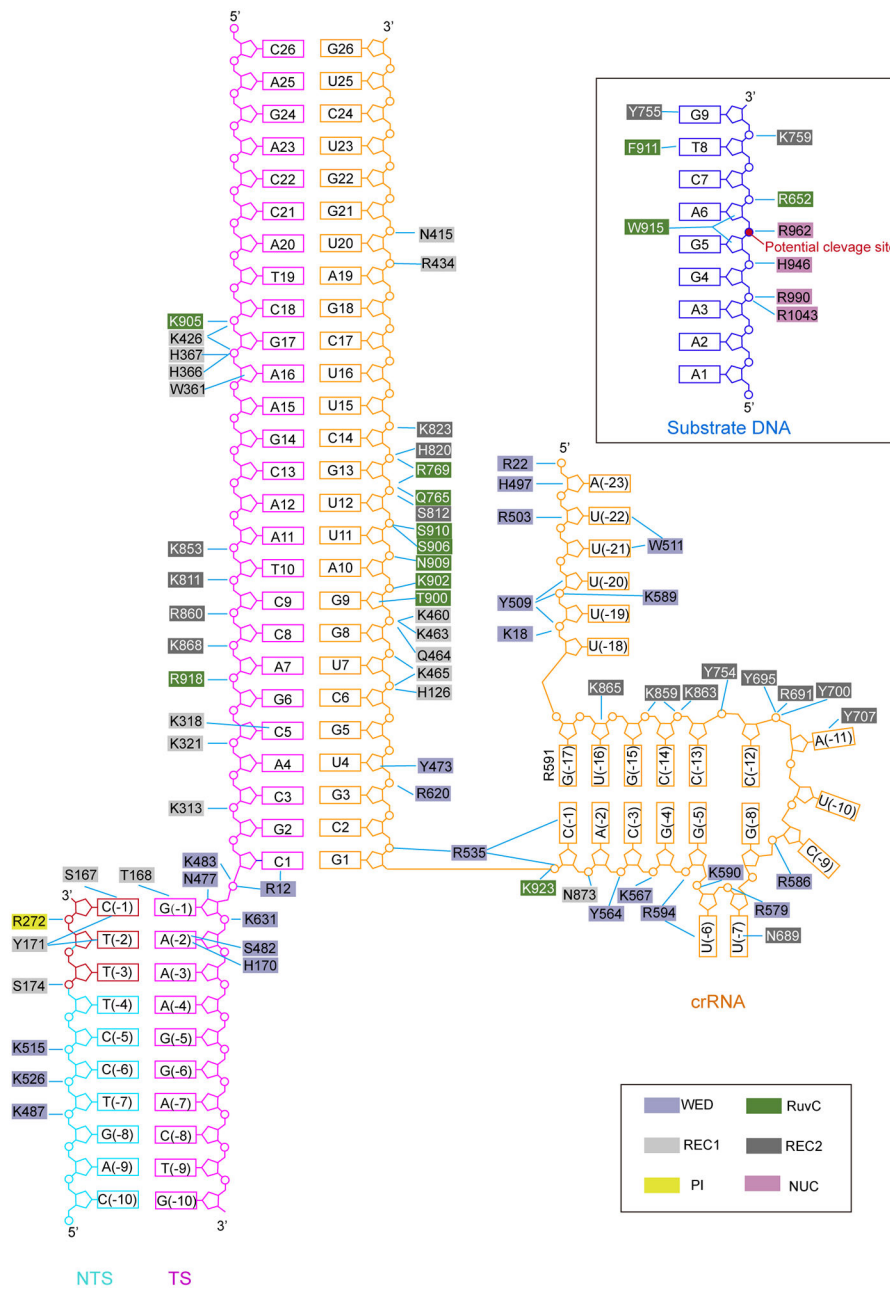 5’
3’
C26 G26
A25 U25
G24 C24
A23 U23
C22 G22
C21 G21
A20 U20
T19 A19
C18 G18
G17 C17
A16 U16
A15 U15
G14 C14
C13 G13
A12 U12
A11 U11
T10 A10
C9 G9
C8 G8
A7 U7
G6 C6
C5 G5
A4 U4
C3 G3
G2 C2
C1 G1
K905
K426
H367
H366
W361
K853
K811
R860
K868
R918
K318
K321
K313
N415
R434
K823
H820
R769
Q765
S812
S910
S906
N909
K902
T900
K460
K463
Q464
K465
H126
Y473
R620
R535
K483
N477
R12
S167
T168
3’
R272
Y171
S174
K515
K526
K487
K631
S482
H170
C(-1) G(-1)
T(-2) A(-2)
T(-3) A(-3)
T(-4) A(-4)
C(-5) G(-5)
C(-6) G(-6)
T(-7) A(-7)
G(-8) C(-8)
A(-9) T(-9)
C(-10) G(-10)
5’
3’
NTS
TS
3’
Y755
G9
K759
F911
T8
C7
R652
A6
W915
R962
Potential clevage site
G5
H946
G4
R990
A3
R1043
A2
A1
5’
Substrate DNA
5’
R22
H497
A(-23)
R503
U(-22)
W511
U(-21)
U(-20)
Y509
K589
U(-19)
K18
U(-18)
K865
K859
K863
Y754
Y695
R691
Y700
Y707
R591
G(-17)
U(-16)
G(-15)
C(-14)
C(-13)
C(-12)
A(-11)
U(-10)
C(-9)
C(-1)
A(-2)
C(-3)
G(-4)
G(-5)
G(-8)
U(-6)
U(-7)
K923
N873
Y564
K567
R594
K590
R579
R586
N689
crRNA
WED
RuvC
REC1
REC2
PI
NUC